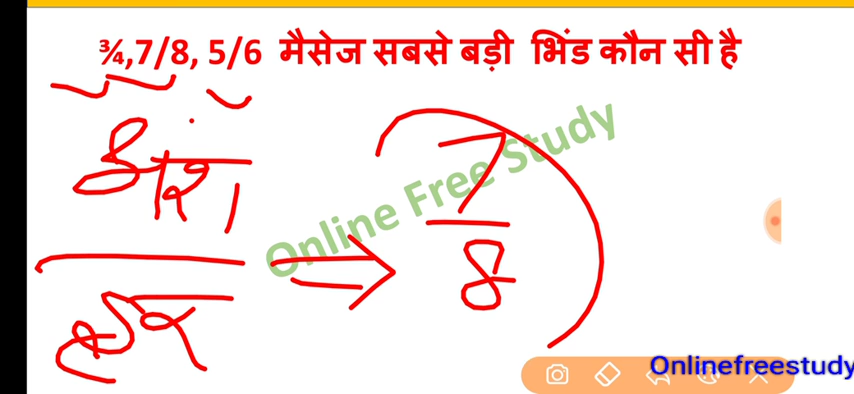 ¾,7/8, 5/6 मैसेज सबसे बड़ी भिंड कौन सी है
अंश
हर
7
8
Online Free Study
Onlinefreestudy